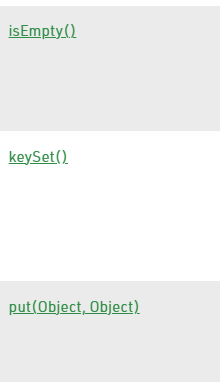 isEmpty()
keySet()
put(Object, Object)